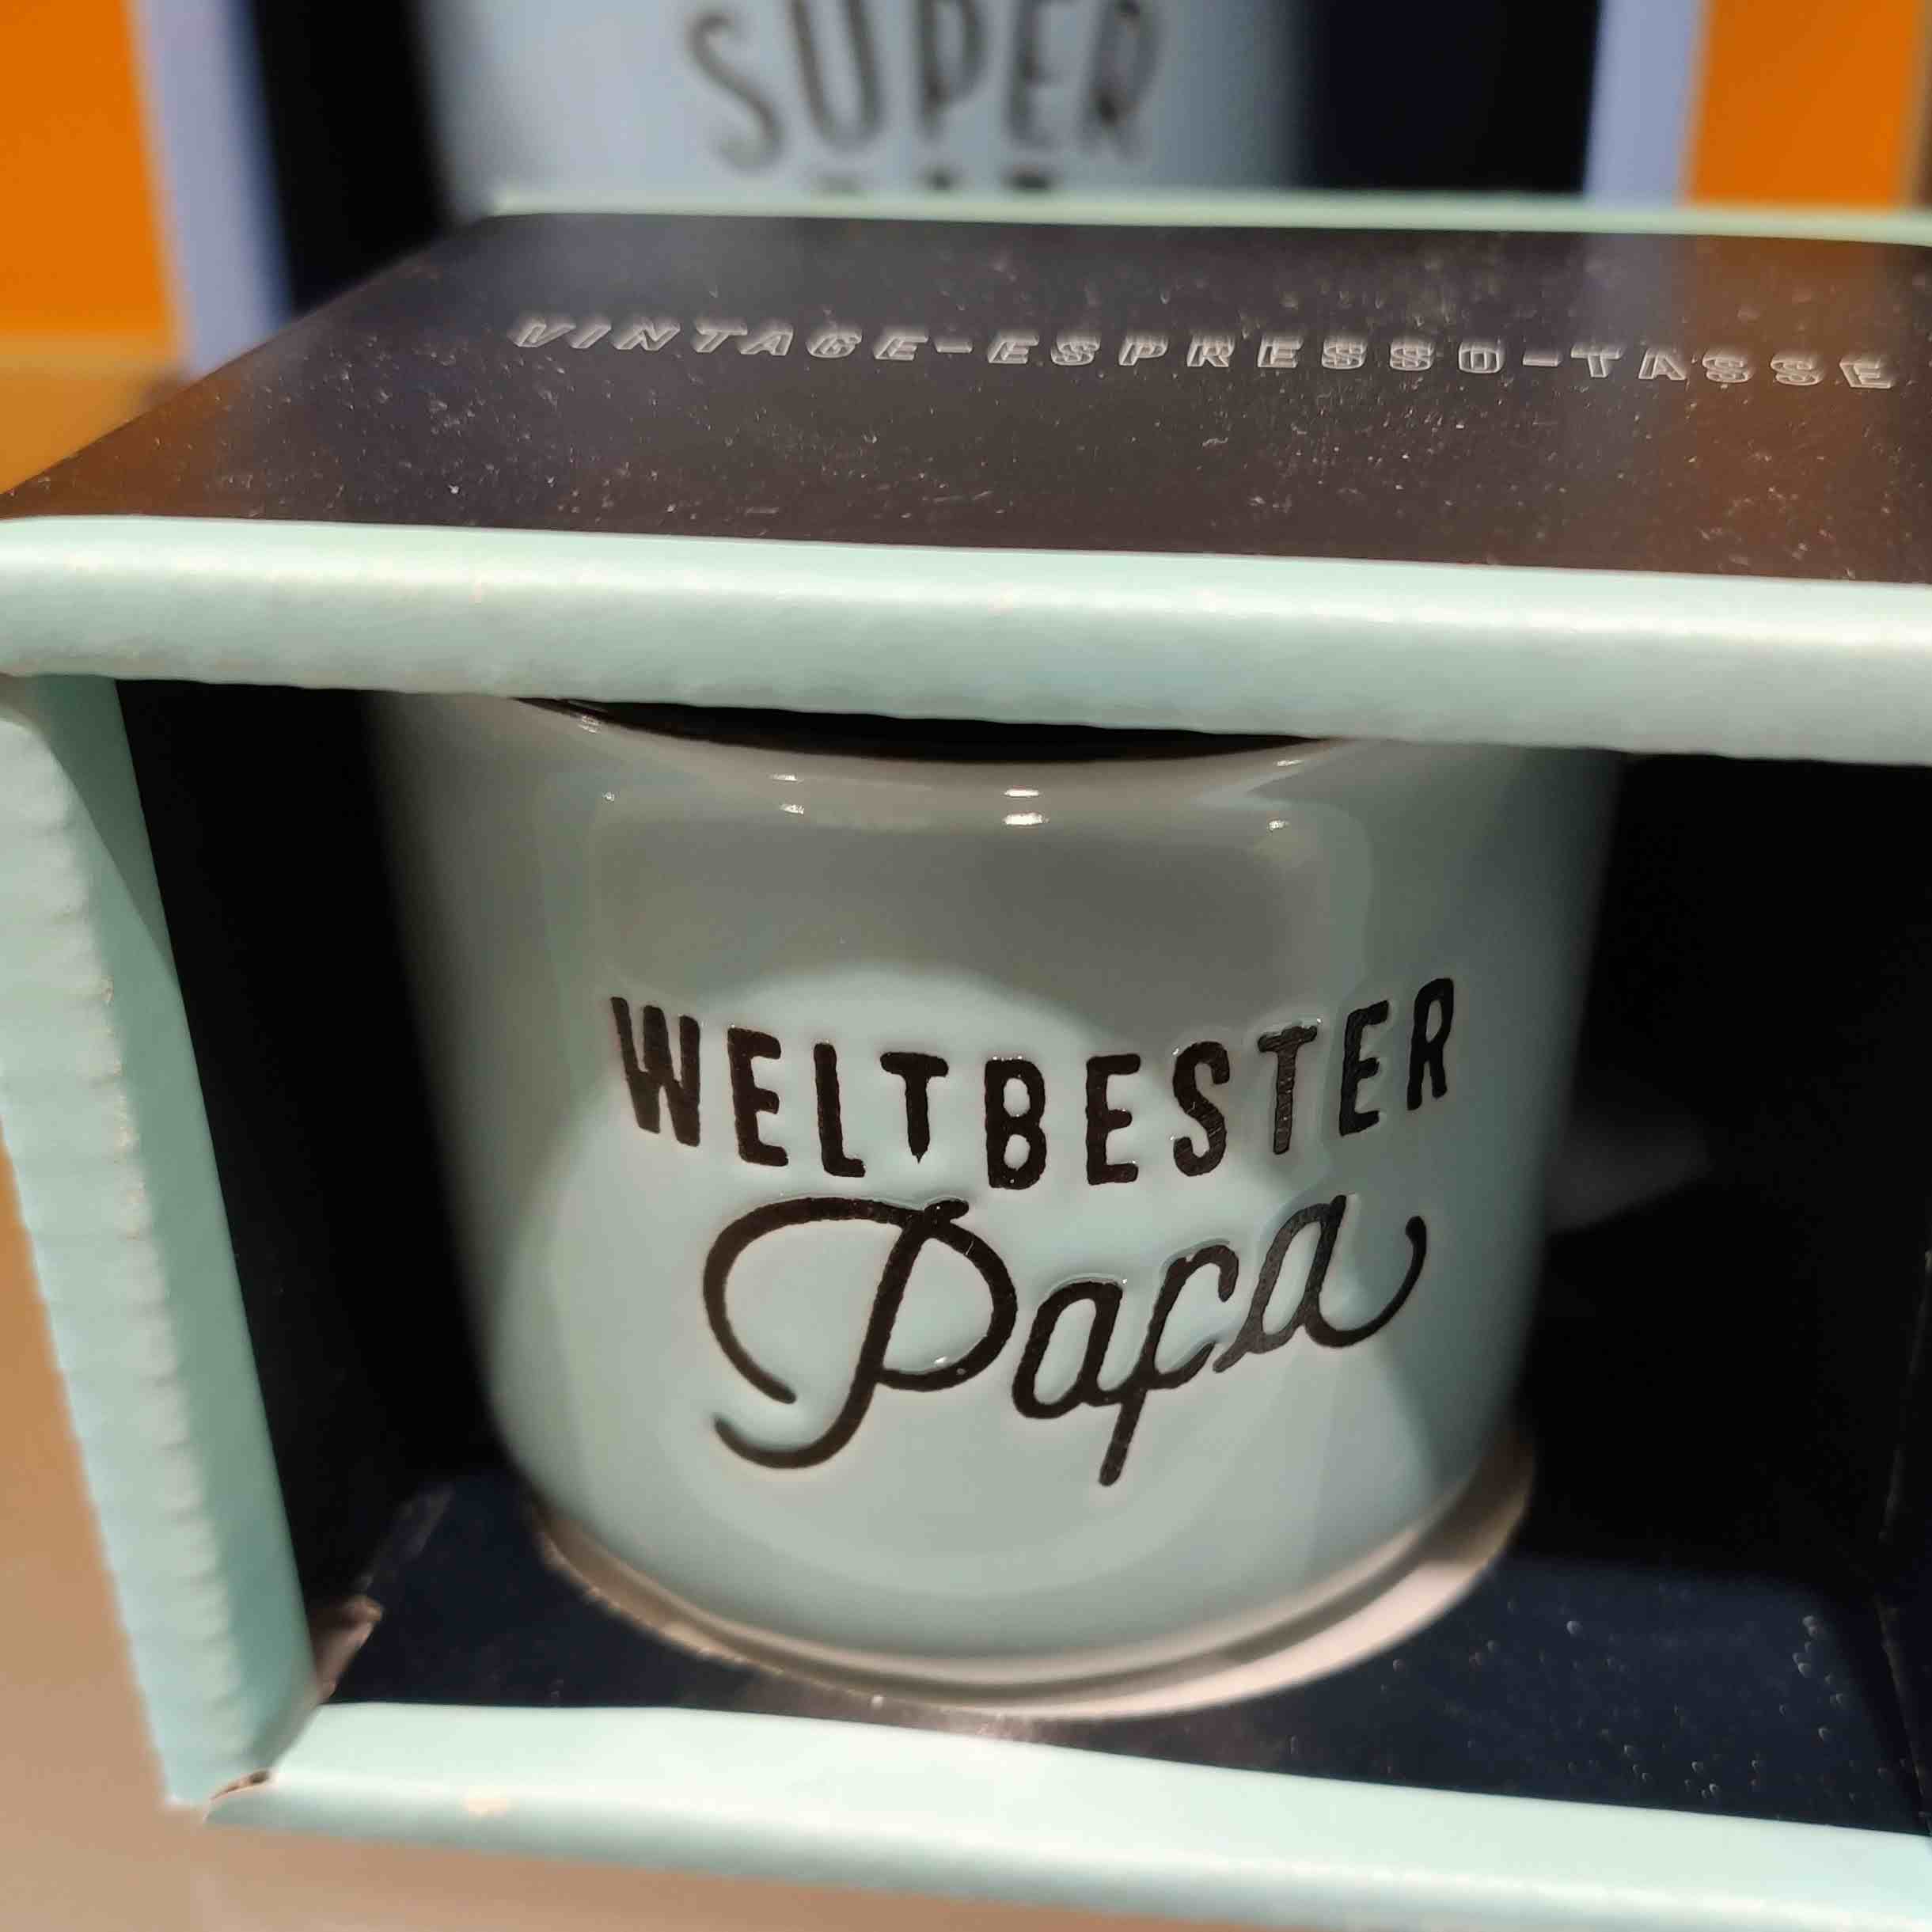 SUPER
VINTAGE-ESPRESSO-TASSE
WELTBESTER
Papa